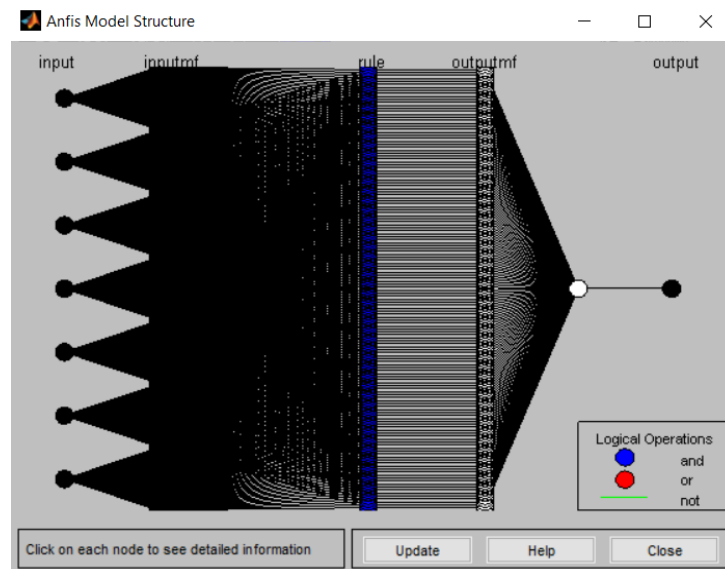 Anfis Model Structure
input inputmf rule outputmf output
Logical Operations
and
or
not
Click on each node to see detailed information
Update Help Close